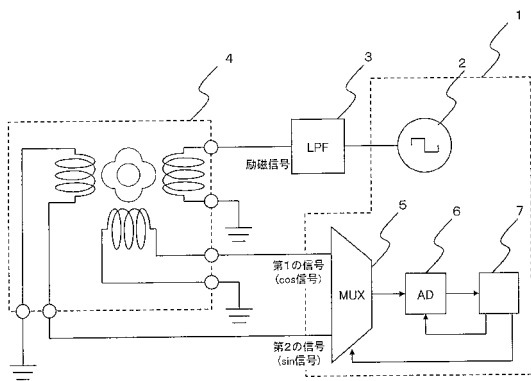 1
2
3
4
LPF
励磁信号
5
6
7
第1の信号
(cos信号)
MUX
AD
第2の信号
(sin信号)